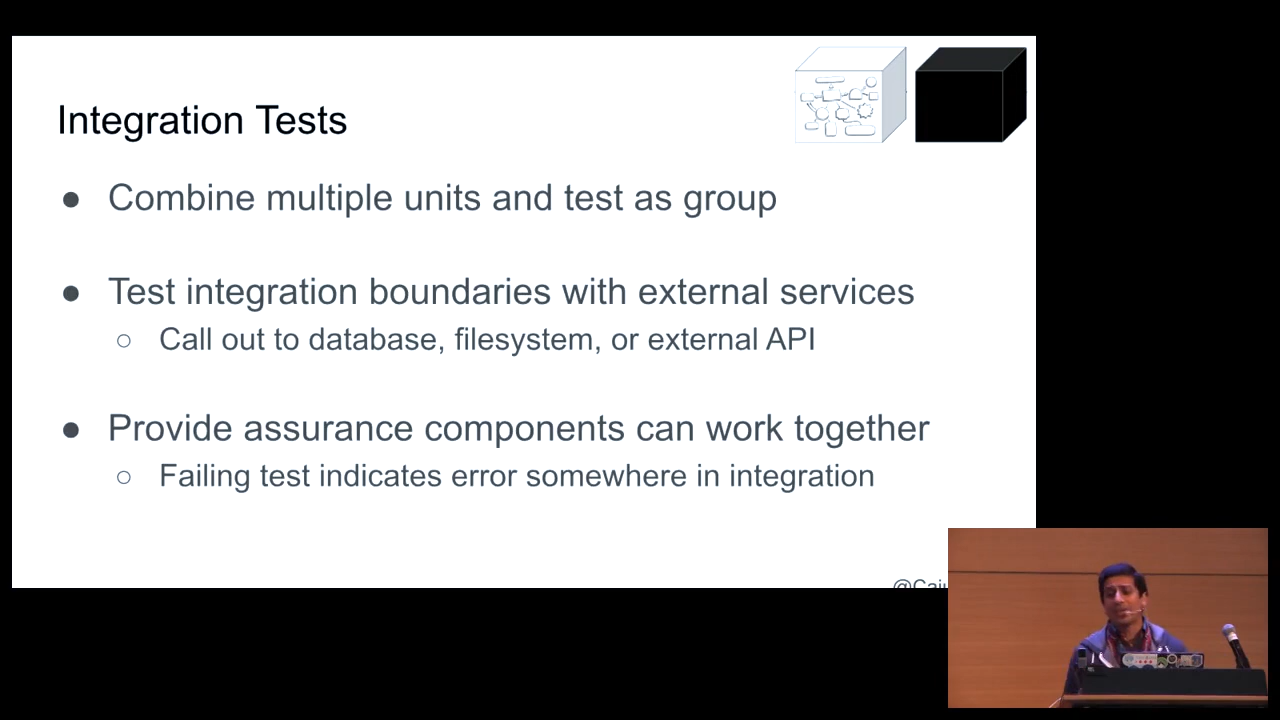 Integration Tests
● Combine multiple units and test as group
● Test integration boundaries with external services
○ Call out to database, filesystem, or external API
● Provide assurance components can work together
○ Failing test indicates error somewhere in integration